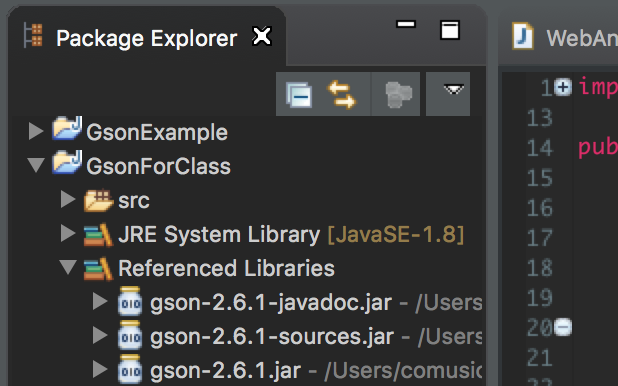 Package Explorer
WebAn
GsonExample
GsonForClass
src
JRE System Library [JavaSE-1.8]
Referenced Libraries
gson-2.6.1-javadoc.jar - /Users
gson-2.6.1-sources.jar - /Users
gson-2.6.1.jar - /Users/comusic
1 imp
13
14 pub
15
16
17
18
19
20
21